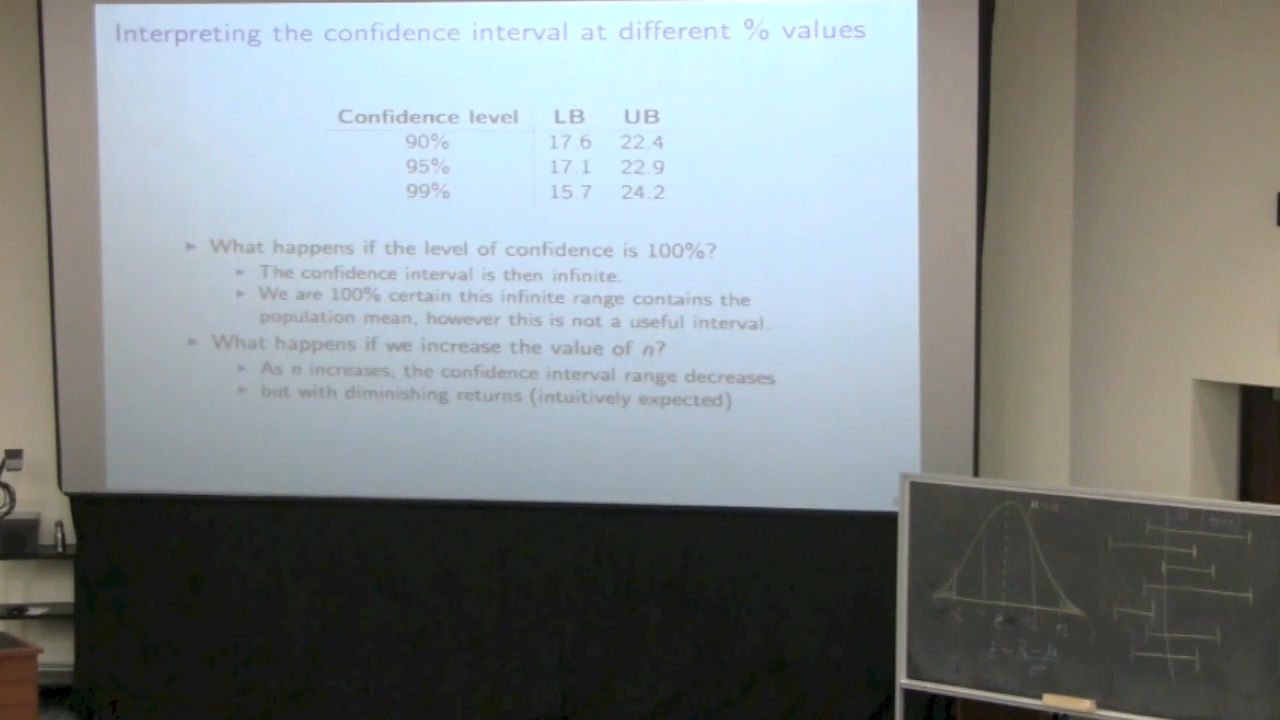 Interpreting the confidence interval at different % values
Confidence level LB UB
90% 17.6 22.4
95% 17.1 22.9
99% 15.7 24.2
► What happens if the level of confidence is 100%?
► The confidence interval is then infinite.
► We are 100% certain this infinite range contains the
population mean, however this is not a useful interval.
► What happens if we increase the value of n?
► As n increases, the confidence interval range decreases
► but with diminishing returns (intuitively expected)